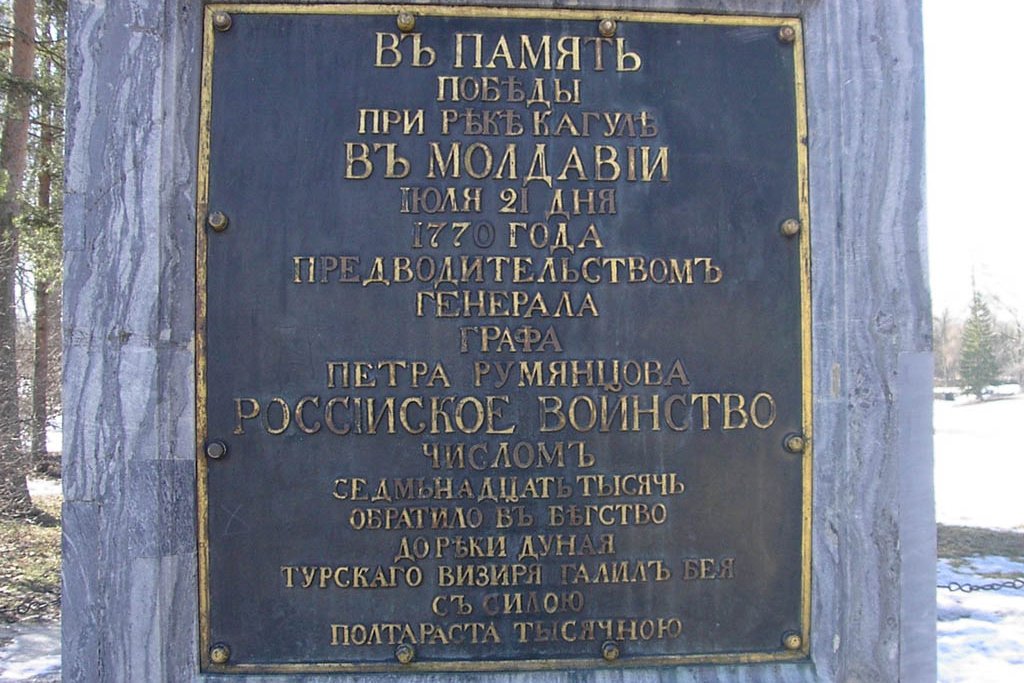 ВЪ ПАМЯТЬ
ПОБѢДЫ
ПРИ РѢКѢ КАГУЛѢ
ВЪ МОЛДАВІИ
ІЮЛЯ 21 ДНЯ
1770 ГОДА
ПРЕДВОДИТЕЛЬСТВОМЪ
ГЕНЕРАЛА
ГРАФА
ПЕТРА РУМЯНЦОВА
РОССІИСКОЕ ВОИНСТВО
ЧИСЛОМЪ
СЕДМЬНАДЦАТЬ ТЫСЯЧЬ
ОБРАТИЛО ВЪ БѢГСТВО
ДО РѢКИ ДУНАЯ
ТУРСКАГО ВИЗИРЯ ГАЛИЛЪ БЕЯ
СЪ СИЛОЮ
ПОЛТАРАСТА ТЫСЯЧНОЮ